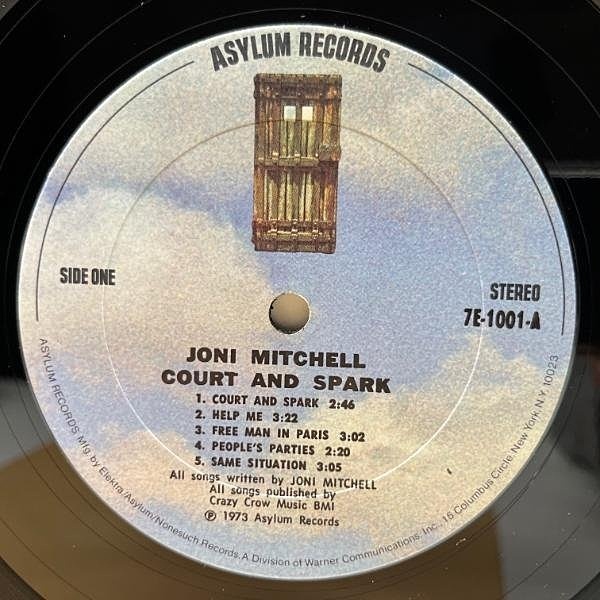 ASYLUM RECORDS
SIDE ONE
STEREO
7E-1001-A
JONI MITCHELL
COURT AND SPARK
1. COURT AND SPARK 2:46
2. HELP ME 3:22
3. FREE MAN IN PARIS 3:02
4. PEOPLE'S PARTIES 2:20
5. SAME SITUATION 3:05
All songs written by JONI MITCHELL
All songs published by
Crazy Crow Music BMI
℗ 1973 Asylum Records
ASYLUM RECORDS Mfg. by Elektra/Asylum/Nonesuch Records. A Division of Warner Communications, Inc., 15 Columbus Circle, New York, N.Y. 10023